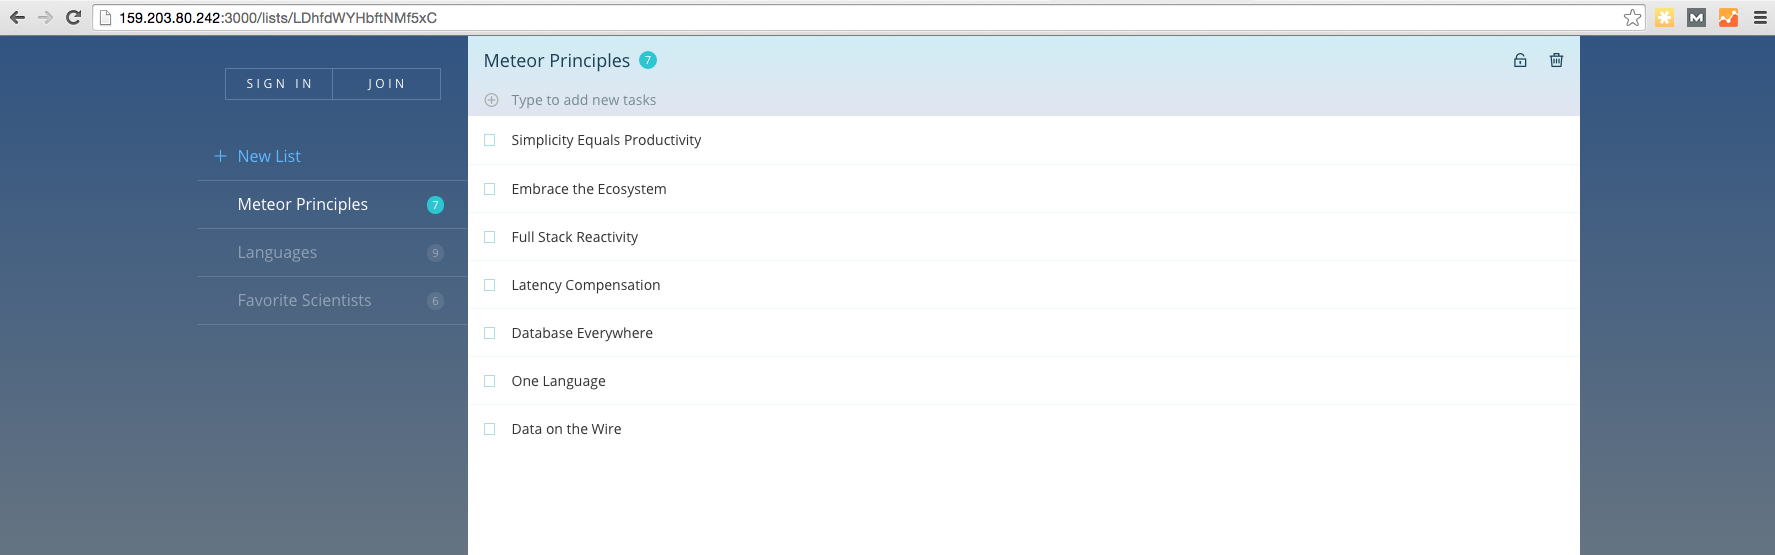 159.203.80.242:3000/lists/LDhfdWYHbftNMf5xC
M
SIGN IN
JOIN
New List
Meteor Principles 7
Languages 9
Favorite Scientists 6
Meteor Principles 7
Type to add new tasks
Simplicity Equals Productivity
Embrace the Ecosystem
Full Stack Reactivity
Latency Compensation
Database Everywhere
One Language
Data on the Wire